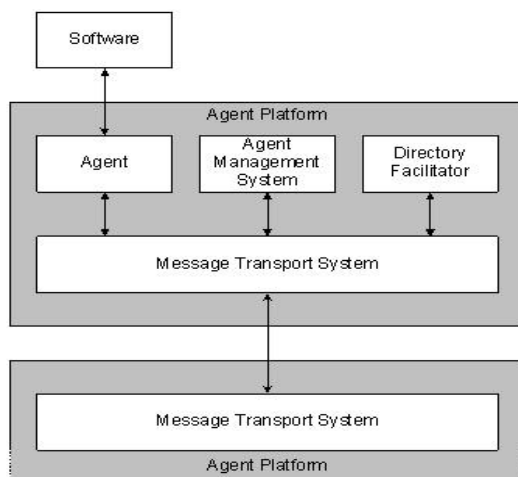 Software
Agent Platform
Agent
Agent
Management
System
Directory
Facilitator
Message Transport System
Message Transport System
Agent Platform